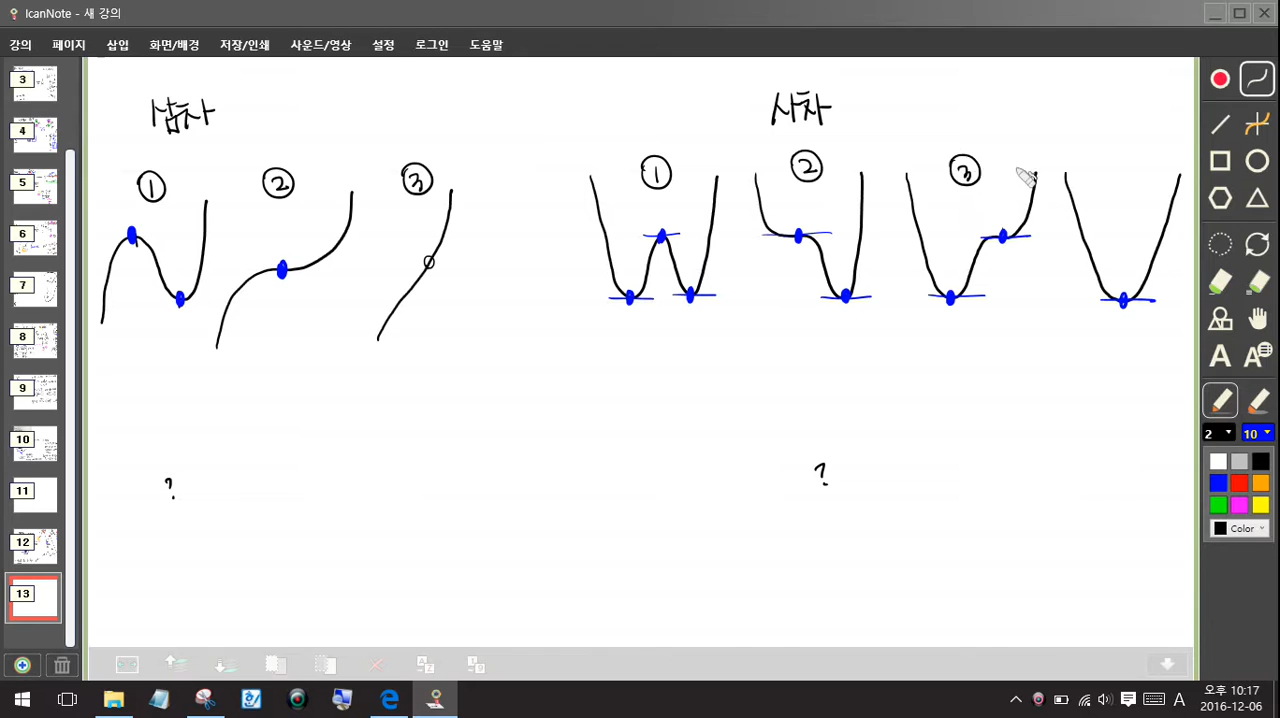 IcanNote - 새 강의
강의 페이지 삽입 화면/배경 저장/인쇄 사운드/영상 설정 로그인 도움말
3
4
5
6
7
8
9
10
11
12
13
삼차
① ② ③
?
사차
① ② ③
?
A A
2 10
Color
A 오후 10:17
2016-12-06